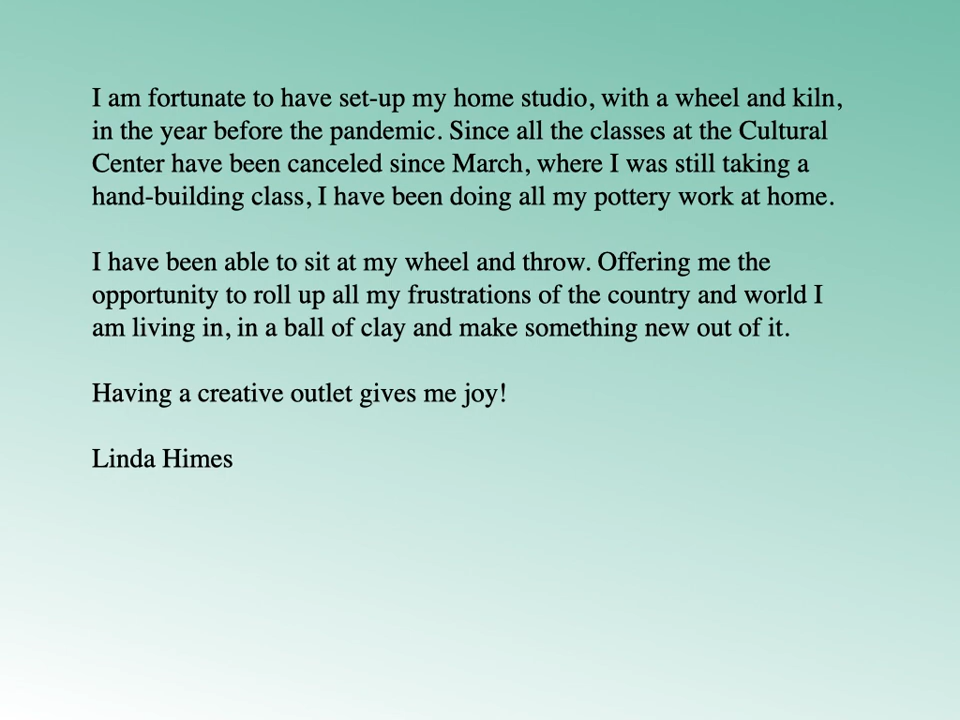 I am fortunate to have set-up my home studio, with a wheel and kiln,
in the year before the pandemic. Since all the classes at the Cultural
Center have been canceled since March, where I was still taking a
hand-building class, I have been doing all my pottery work at home.
I have been able to sit at my wheel and throw. Offering me the
opportunity to roll up all my frustrations of the country and world I
am living in, in a ball of clay and make something new out of it.
Having a creative outlet gives me joy!
Linda Himes